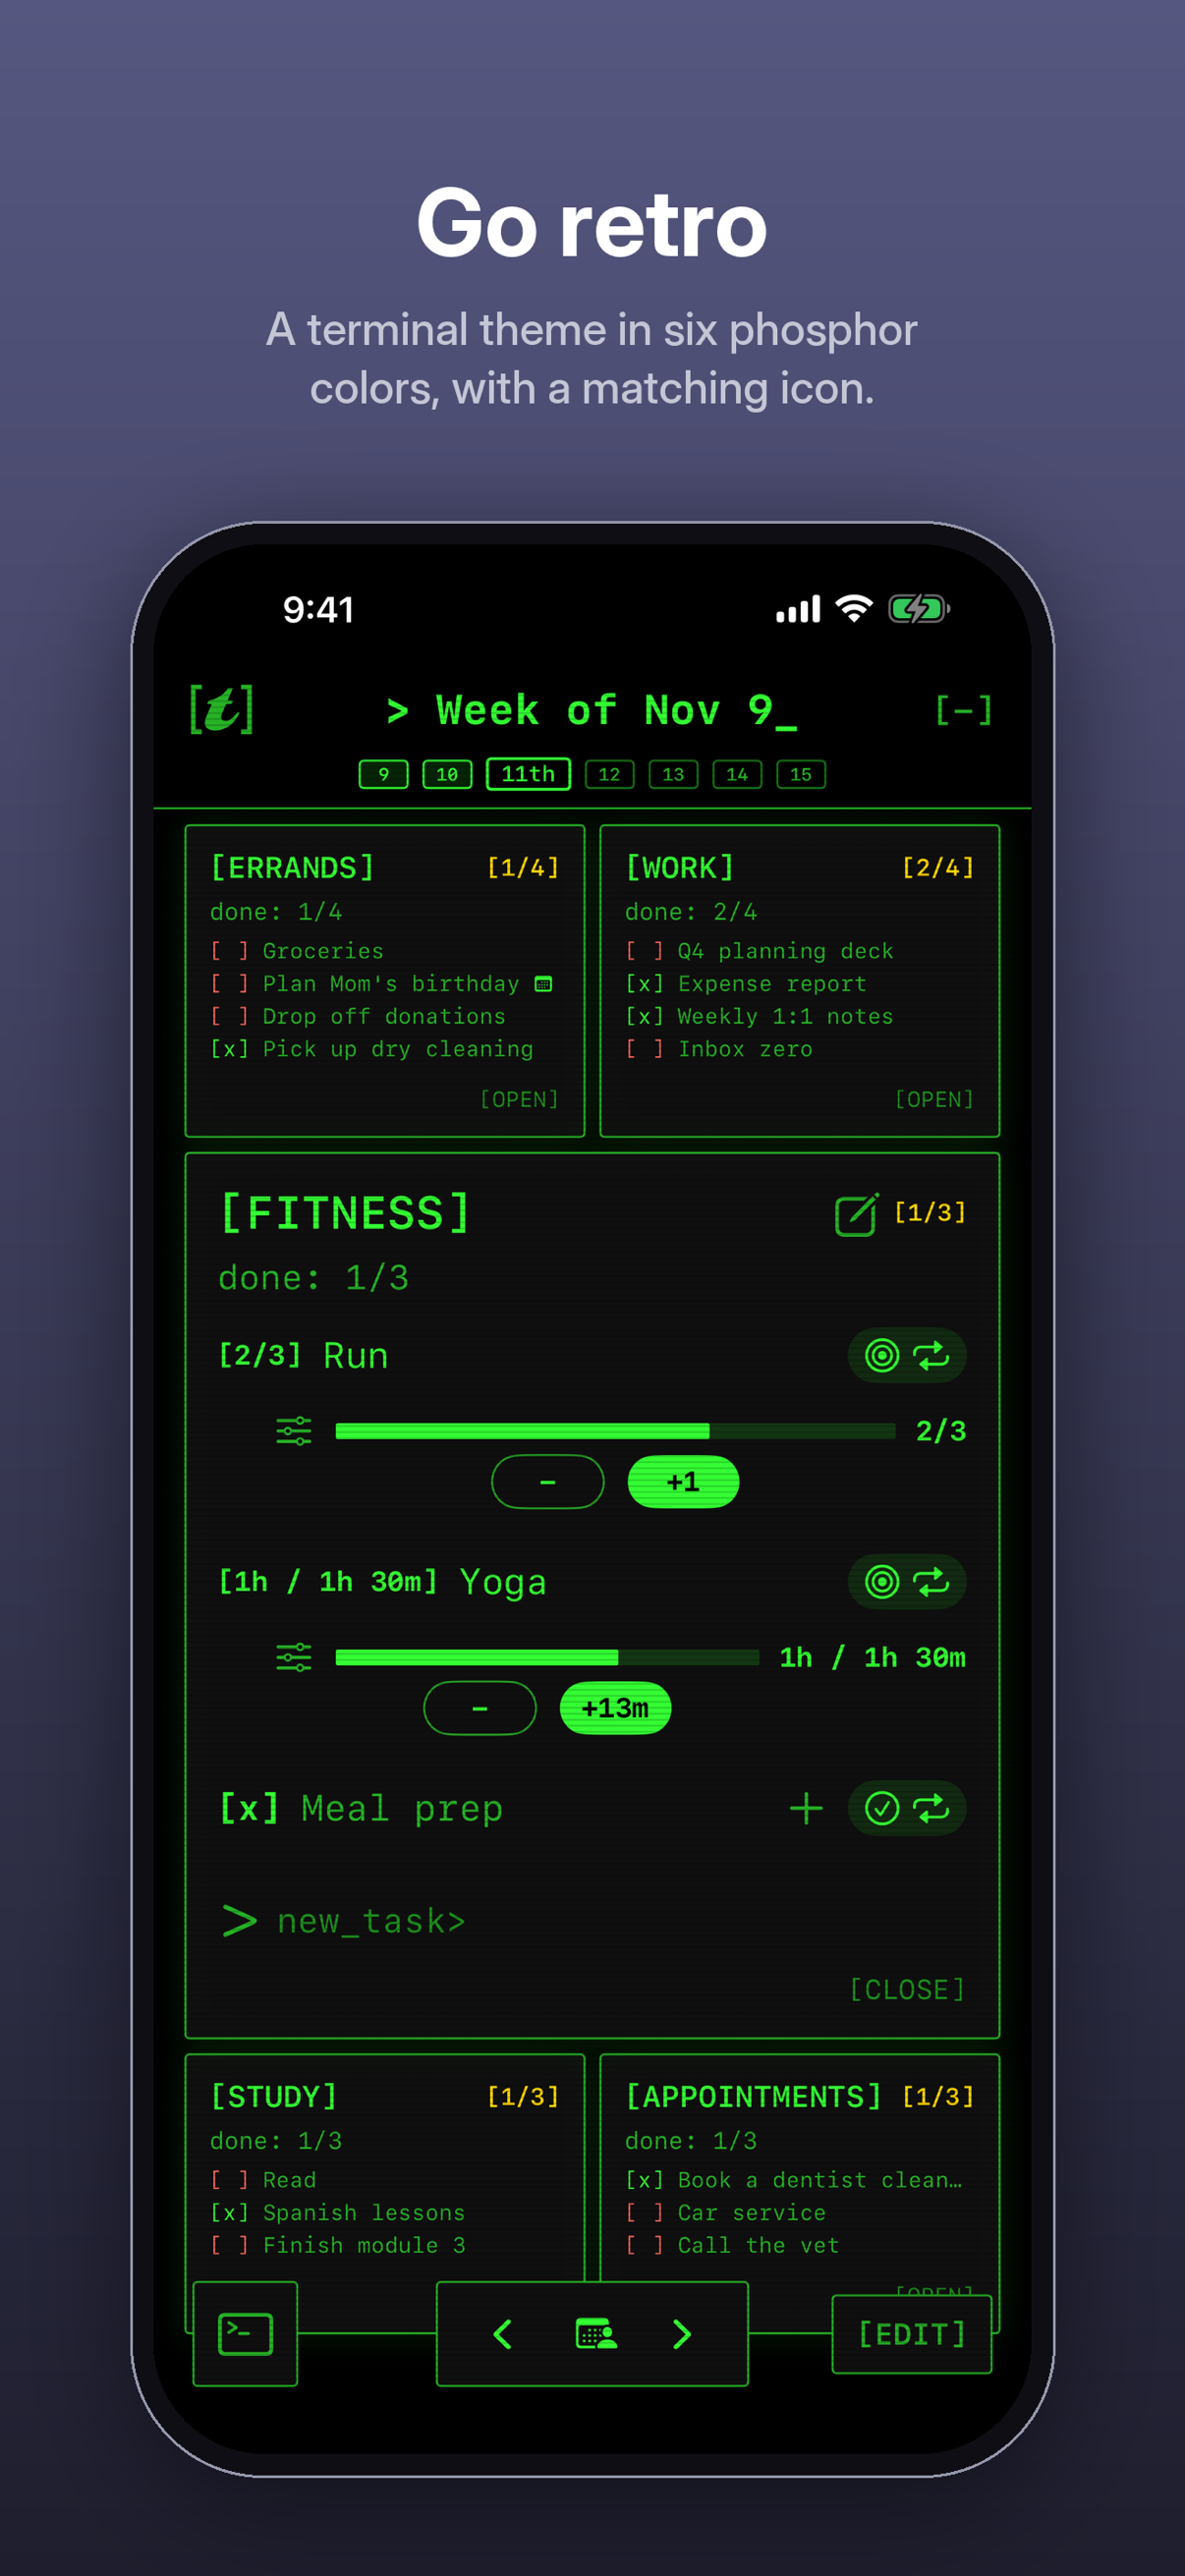 Go retro
A terminal theme in six phosphor
colors, with a matching icon.
9:41
[t] > Week of Nov 9_ [-]
9 10 11th 12 13 14 15
[ERRANDS] [1/4]
done: 1/4
[ ] Groceries
[ ] Plan Mom's birthday
[ ] Drop off donations
[x] Pick up dry cleaning
[OPEN]
[WORK] [2/4]
done: 2/4
[ ] Q4 planning deck
[x] Expense report
[x] Weekly 1:1 notes
[ ] Inbox zero
[OPEN]
[FITNESS] [1/3]
done: 1/3
[2/3] Run
2/3
- +1
[1h / 1h 30m] Yoga
1h / 1h 30m
- +13m
[x] Meal prep +
> new_task>
[CLOSE]
[STUDY] [1/3]
done: 1/3
[ ] Read
[x] Spanish lessons
[ ] Finish module 3
[APPOINTMENTS] [1/3]
done: 1/3
[x] Book a dentist clean…
[ ] Car service
[ ] Call the vet
[OPEN]
>_ < > [EDIT]